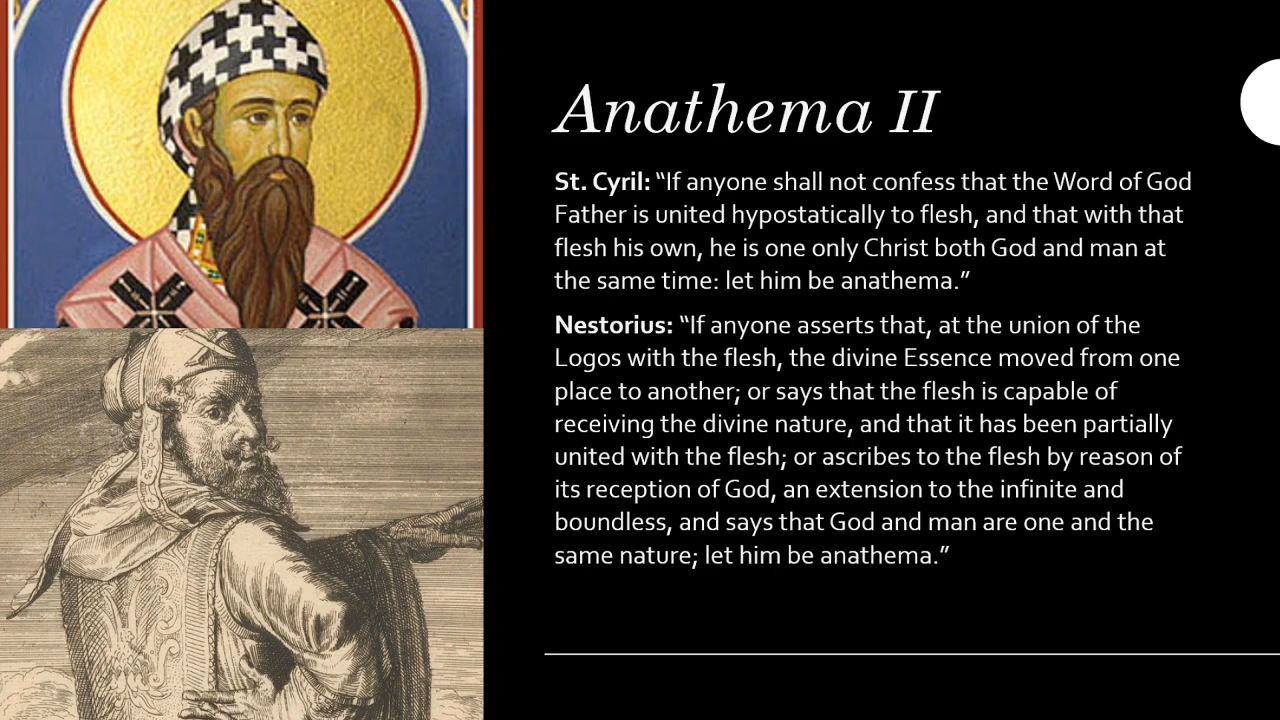 Anathema II
St. Cyril: “If anyone shall not confess that the Word of God
Father is united hypostatically to flesh, and that with that
flesh his own, he is one only Christ both God and man at
the same time: let him be anathema.”
Nestorius: “If anyone asserts that, at the union of the
Logos with the flesh, the divine Essence moved from one
place to another; or says that the flesh is capable of
receiving the divine nature, and that it has been partially
united with the flesh; or ascribes to the flesh by reason of
its reception of God, an extension to the infinite and
boundless, and says that God and man are one and the
same nature; let him be anathema.”